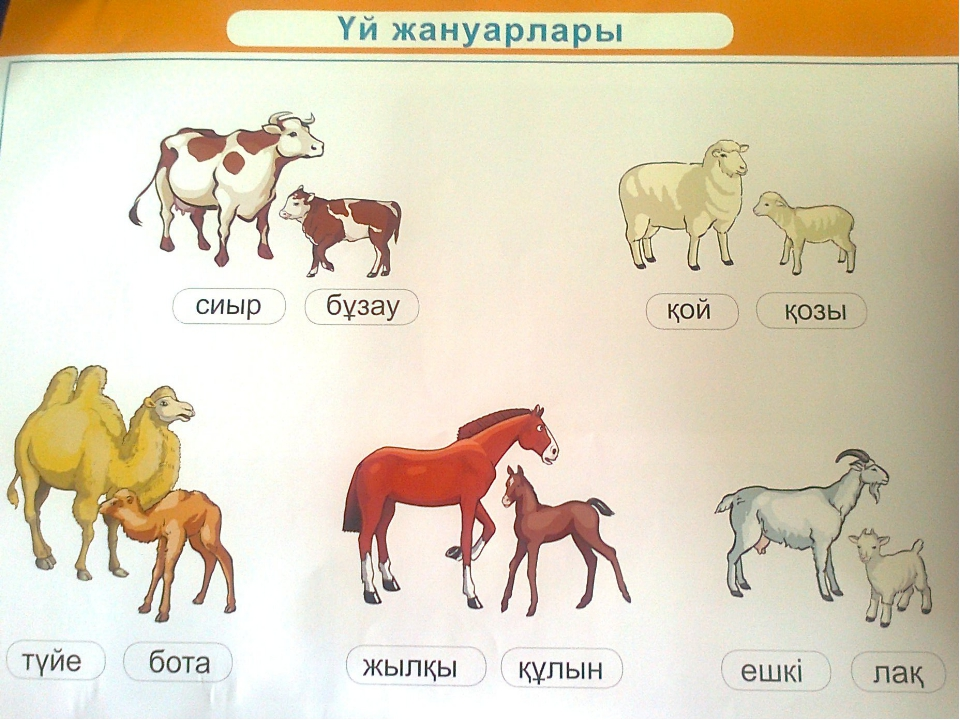 Үй жануарлары
сиыр бұзау
қой қозы
түйе бота
жылқы құлын
ешкі лақ